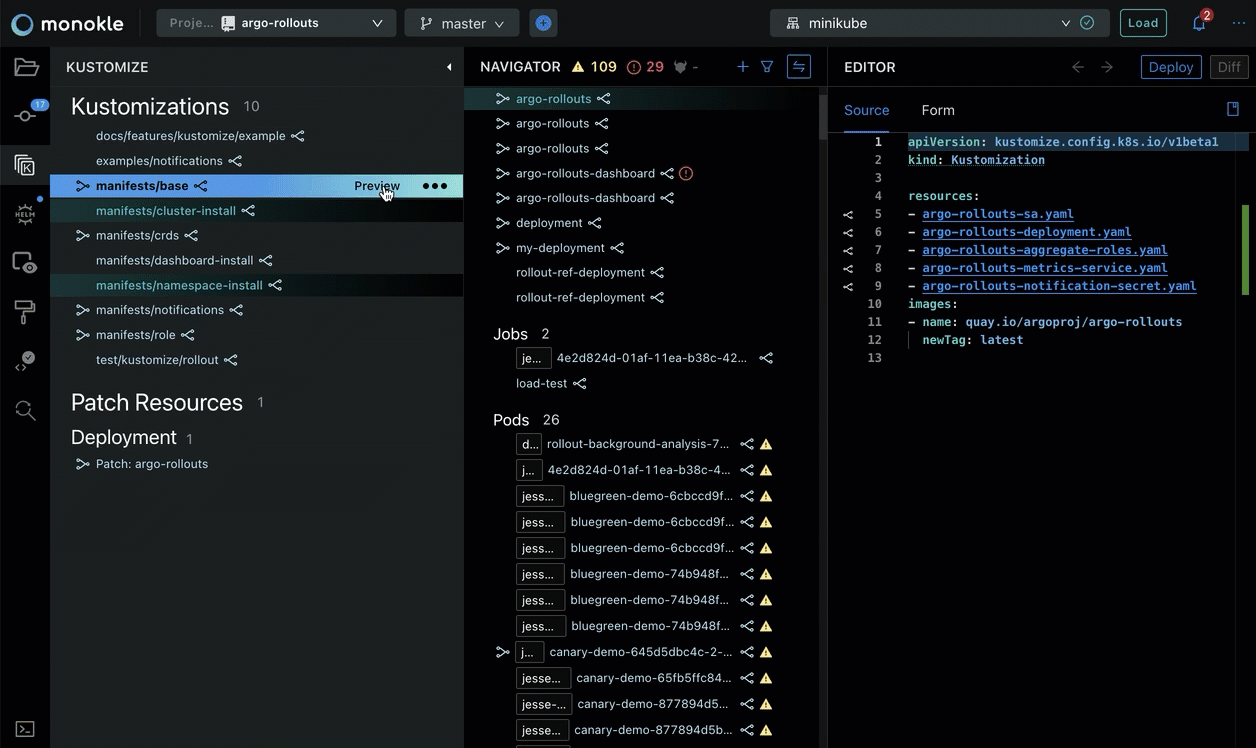 monokle
Proje... argo-rollouts
master
minikube
Load
2
17
HELM
KUSTOMIZE
Kustomizations 10
docs/features/kustomize/example
examples/notifications
manifests/base Preview
manifests/cluster-install
manifests/crds
manifests/dashboard-install
manifests/namespace-install
manifests/notifications
manifests/role
test/kustomize/rollout
Patch Resources 1
Deployment 1
Patch: argo-rollouts
NAVIGATOR 109 29 -
argo-rollouts
argo-rollouts
argo-rollouts
argo-rollouts-dashboard
argo-rollouts-dashboard
deployment
my-deployment
rollout-ref-deployment
rollout-ref-deployment
Jobs 2
je... 4e2d824d-01af-11ea-b38c-42...
load-test
Pods 26
d... rollout-background-analysis-7...
j... 4e2d824d-01af-11ea-b38c-4...
jess... bluegreen-demo-6cbccd9f...
jess... bluegreen-demo-6cbccd9f...
jess... bluegreen-demo-6cbccd9f...
jess... bluegreen-demo-74b948f...
jess... bluegreen-demo-74b948f...
jess... bluegreen-demo-74b948f...
j... canary-demo-645d5dbc4c-2-...
jesse... canary-demo-65fb5ffc84...
jesse-... canary-demo-877894d5...
jesse... canary-demo-877894d5b...
EDITOR
Deploy
Diff
Source Form
1 apiVersion: kustomize.config.k8s.io/v1beta1
2 kind: Kustomization
3
4 resources:
5 - argo-rollouts-sa.yaml
6 - argo-rollouts-deployment.yaml
7 - argo-rollouts-aggregate-roles.yaml
8 - argo-rollouts-metrics-service.yaml
9 - argo-rollouts-notification-secret.yaml
10 images:
11 - name: quay.io/argoproj/argo-rollouts
12 newTag: latest
13